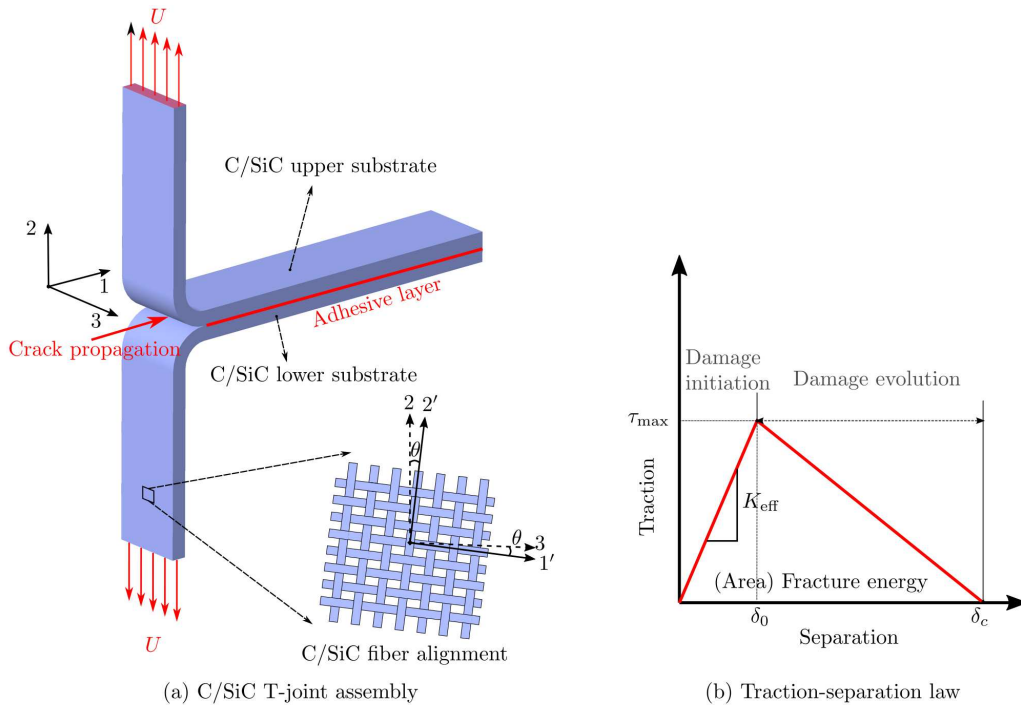 U
C/SiC upper substrate
2
1
3
Adhesive layer
Crack propagation
C/SiC lower substrate
2
2′
θ
θ
3
1′
U
C/SiC fiber alignment
(a) C/SiC T-joint assembly
Damage
initiation
Damage evolution
τmax
Traction
Keff
(Area) Fracture energy
δ0
δc
Separation
(b) Traction-separation law